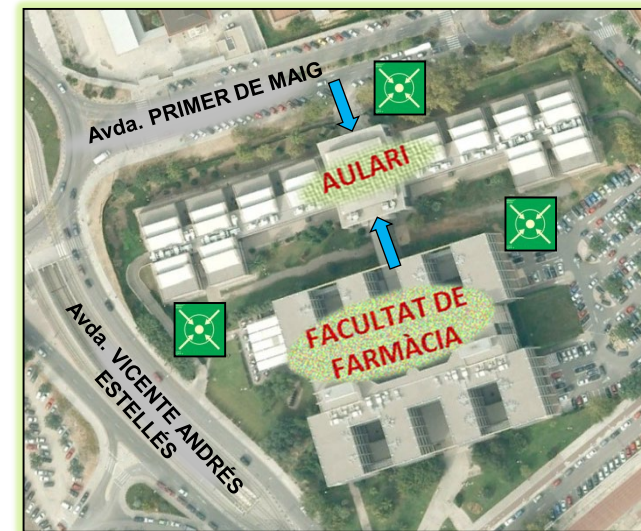 Avda. PRIMER DE MAIG
AULARI
FACULTAT DE
FARMÀCIA
Avda. VICENTE ANDRÉS
ESTELLÉS